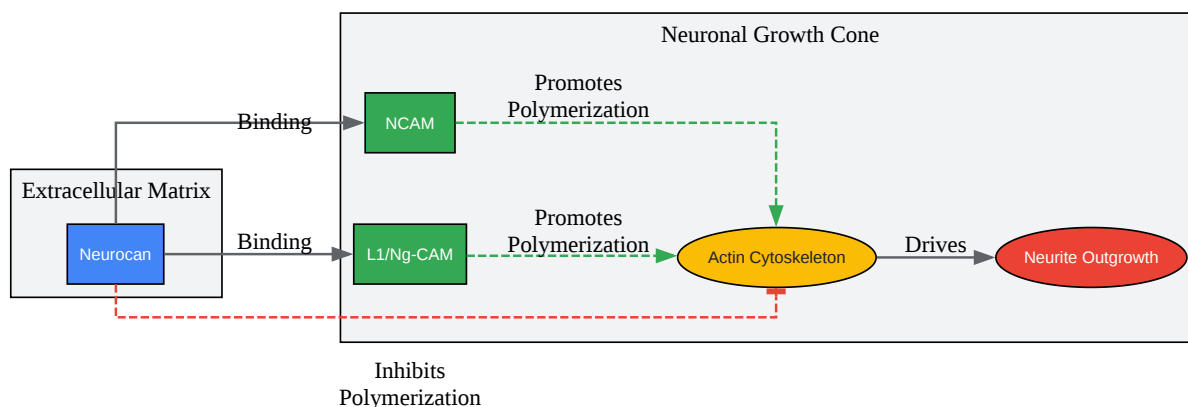 Neuronal Growth Cone
Promotes
Polymerization
Binding
NCAM
Extracellular Matrix
Neurocan
Binding
L1/Ng-CAM
Promotes
Polymerization
Actin Cytoskeleton
Drives
Neurite Outgrowth
Inhibits
Polymerization